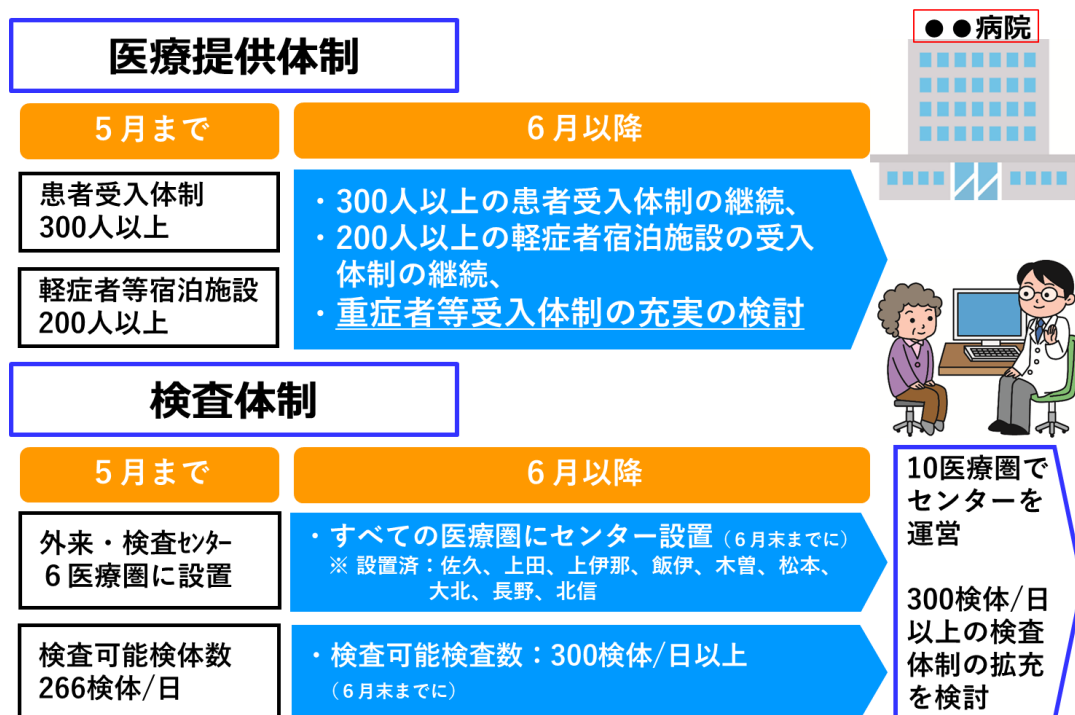 ●●病院
医療提供体制
5月まで
6月以降
患者受入体制
300人以上
軽症者等宿泊施設
200人以上
・300人以上の患者受入体制の継続、
・200人以上の軽症者宿泊施設の受入
体制の継続、
・重症者等受入体制の充実の検討
検査体制
5月まで
6月以降
外来・検査ｾﾝﾀｰ
6医療圏に設置
・すべての医療圏にセンター設置(6月末までに)
※ 設置済:佐久、上田、上伊那、飯伊、木曽、松本、
大北、長野、北信
検査可能検体数
266検体/日
・検査可能検査数:300検体/日以上
(6月末までに)
10医療圏で
センターを
運営
300検体/日
以上の検査
体制の拡充
を検討